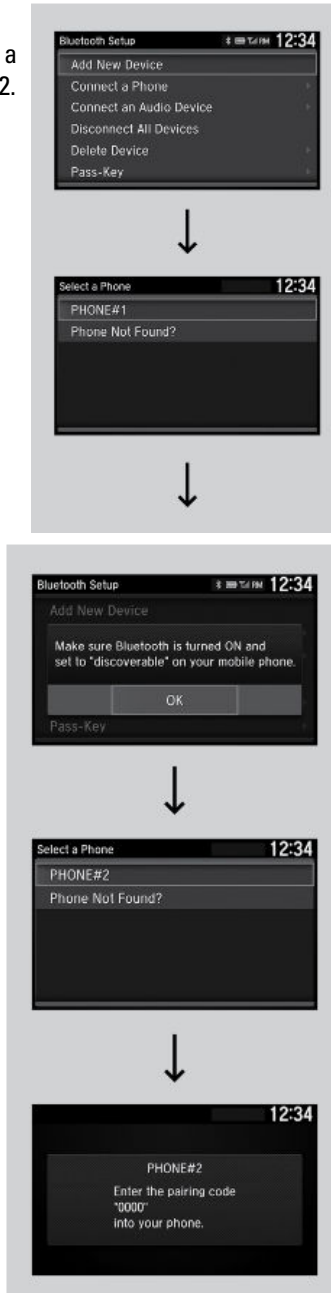 a
2.
Bluetooth Setup 12:34
Add New Device
Connect a Phone
Connect an Audio Device
Disconnect All Devices
Delete Device
Pass-Key
Select a Phone 12:34
PHONE#1
Phone Not Found?
Bluetooth Setup 12:34
Add New Device
Make sure Bluetooth is turned ON and
set to "discoverable" on your mobile phone.
OK
Pass-Key
Select a Phone 12:34
PHONE#2
Phone Not Found?
12:34
PHONE#2
Enter the pairing code
"0000"
into your phone.